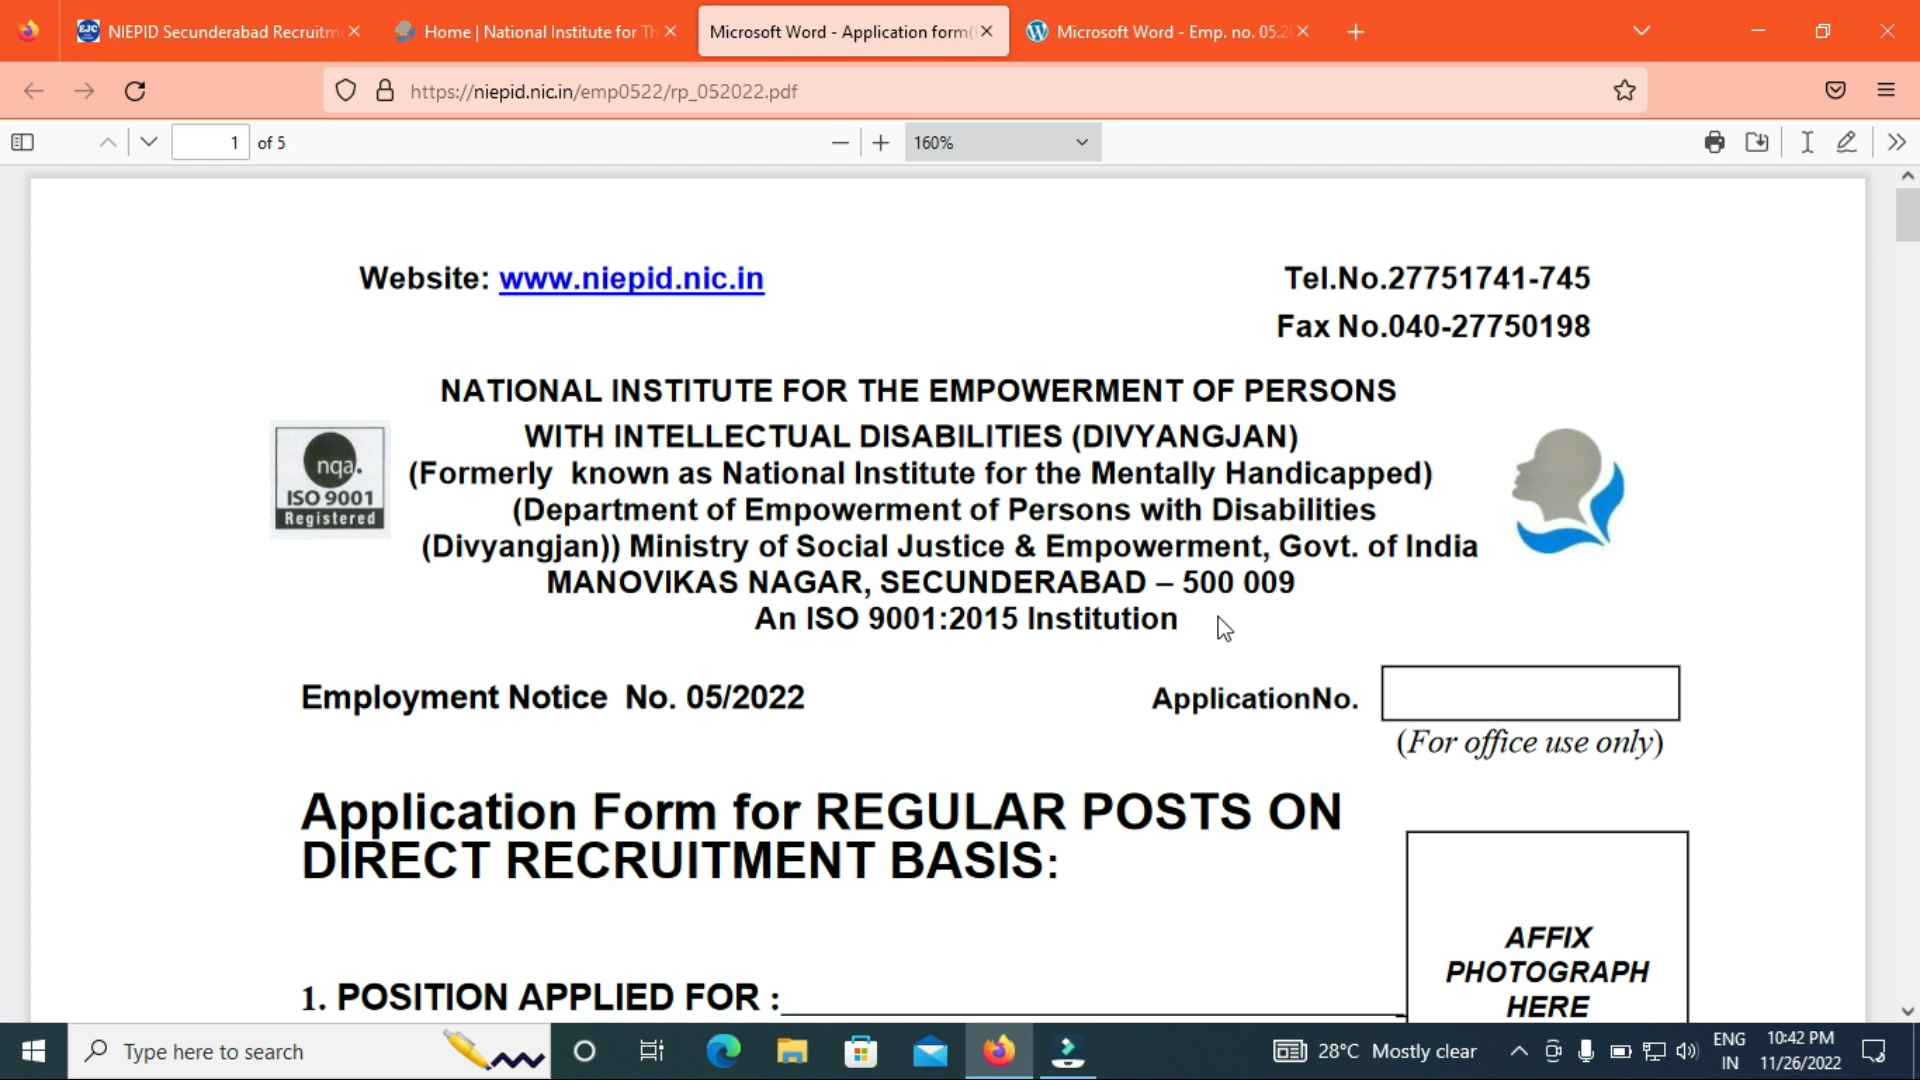 NIEPID Secunderabad Recruitm
Home | National Institute for Th
Microsoft Word - Application form(
Microsoft Word - Emp. no. 05.2
https://niepid.nic.in/emp0522/rp_052022.pdf
1 of 5
160%
Website: www.niepid.nic.in
Tel.No.27751741-745
Fax No.040-27750198
NATIONAL INSTITUTE FOR THE EMPOWERMENT OF PERSONS
WITH INTELLECTUAL DISABILITIES (DIVYANGJAN)
(Formerly known as National Institute for the Mentally Handicapped)
(Department of Empowerment of Persons with Disabilities
(Divyangjan)) Ministry of Social Justice & Empowerment, Govt. of India
MANOVIKAS NAGAR, SECUNDERABAD – 500 009
An ISO 9001:2015 Institution
nqa.
ISO 9001
Registered
Employment Notice No. 05/2022
ApplicationNo.
(For office use only)
Application Form for REGULAR POSTS ON
DIRECT RECRUITMENT BASIS:
AFFIX
PHOTOGRAPH
HERE
1. POSITION APPLIED FOR :
Type here to search
28°C Mostly clear
ENG
IN
10:42 PM
11/26/2022